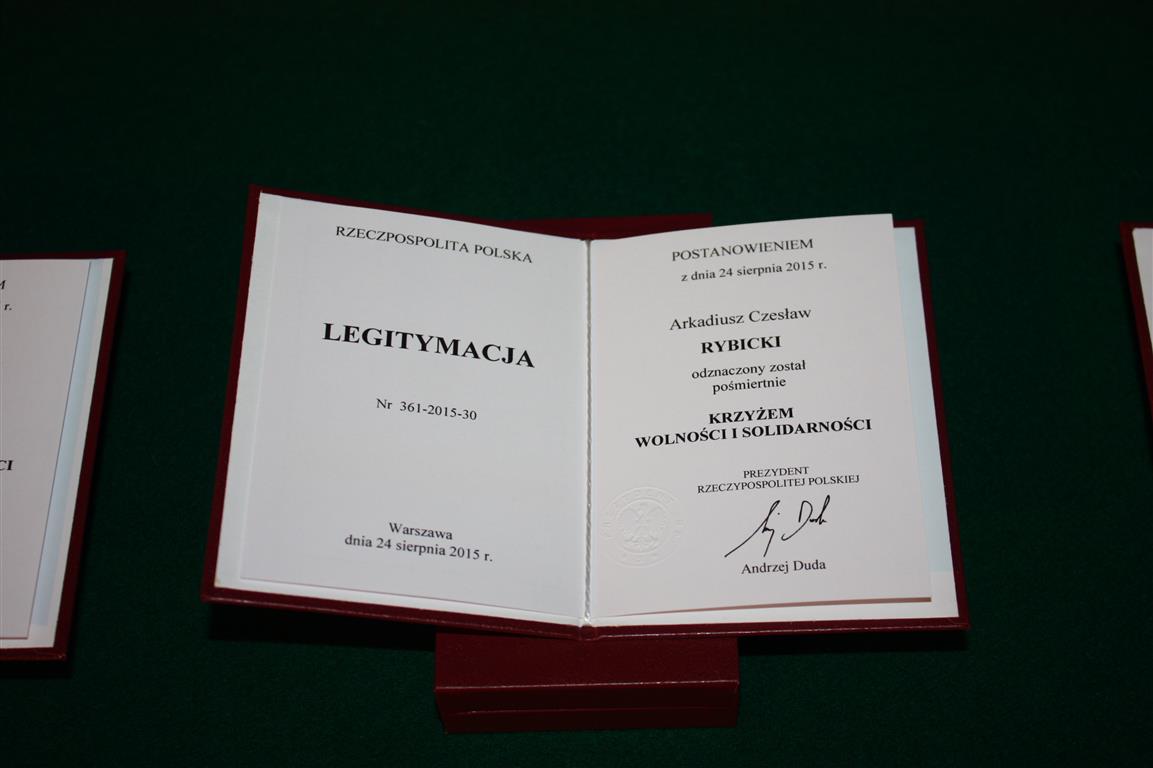 RZECZPOSPOLITA POLSKA
LEGITYMACJA
Nr 361-2015-30
Warszawa
dnia 24 sierpnia 2015 r.
POSTANOWIENIEM
z dnia 24 sierpnia 2015 r.
Arkadiusz Czesław
RYBICKI
odznaczony został
pośmiertnie
KRZYŻEM
WOLNOŚCI I SOLIDARNOŚCI
PREZYDENT
RZECZYPOSPOLITEJ POLSKIEJ
Andrzej Duda